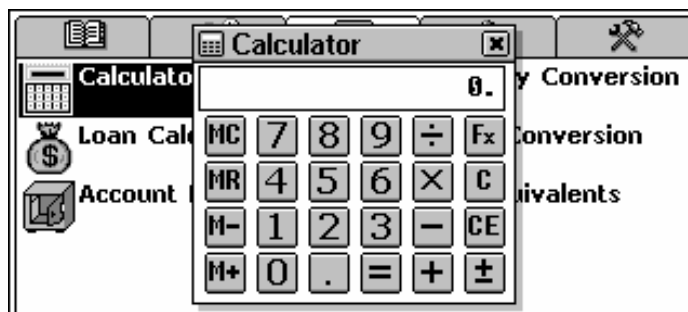 Calculator
0.
Calculato
y Conversion
MC 7 8 9 ÷ Fx
Loan Cal
Conversion
MR 4 5 6 × C
Account
uivalents
M- 1 2 3 − CE
M+ 0 . = + ±